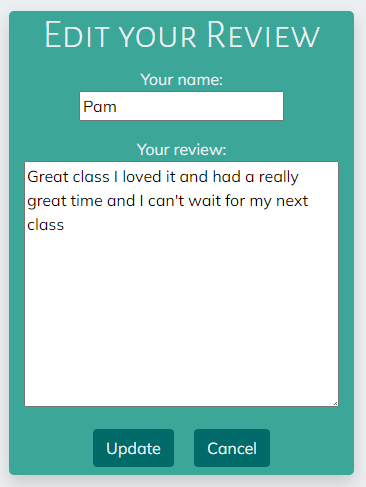 Edit your Review
Your name:
Pam
Your review:
Great class I loved it and had a really
great time and I can't wait for my next
class
Update Cancel